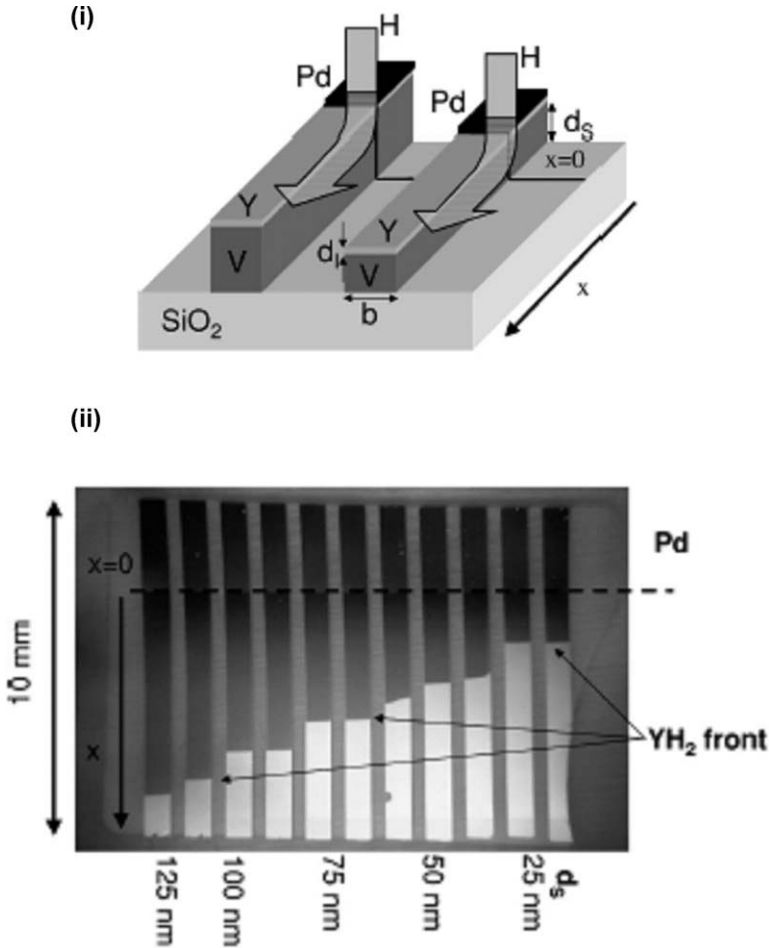 (i)
H
Pd
H
Pd
d_S
x=0
Y
Y
d_I
V
V
b
x
SiO₂
(ii)
x=0
Pd
10 mm
x
YH₂ front
125 nm
100 nm
75 nm
50 nm
25 nm
d_s